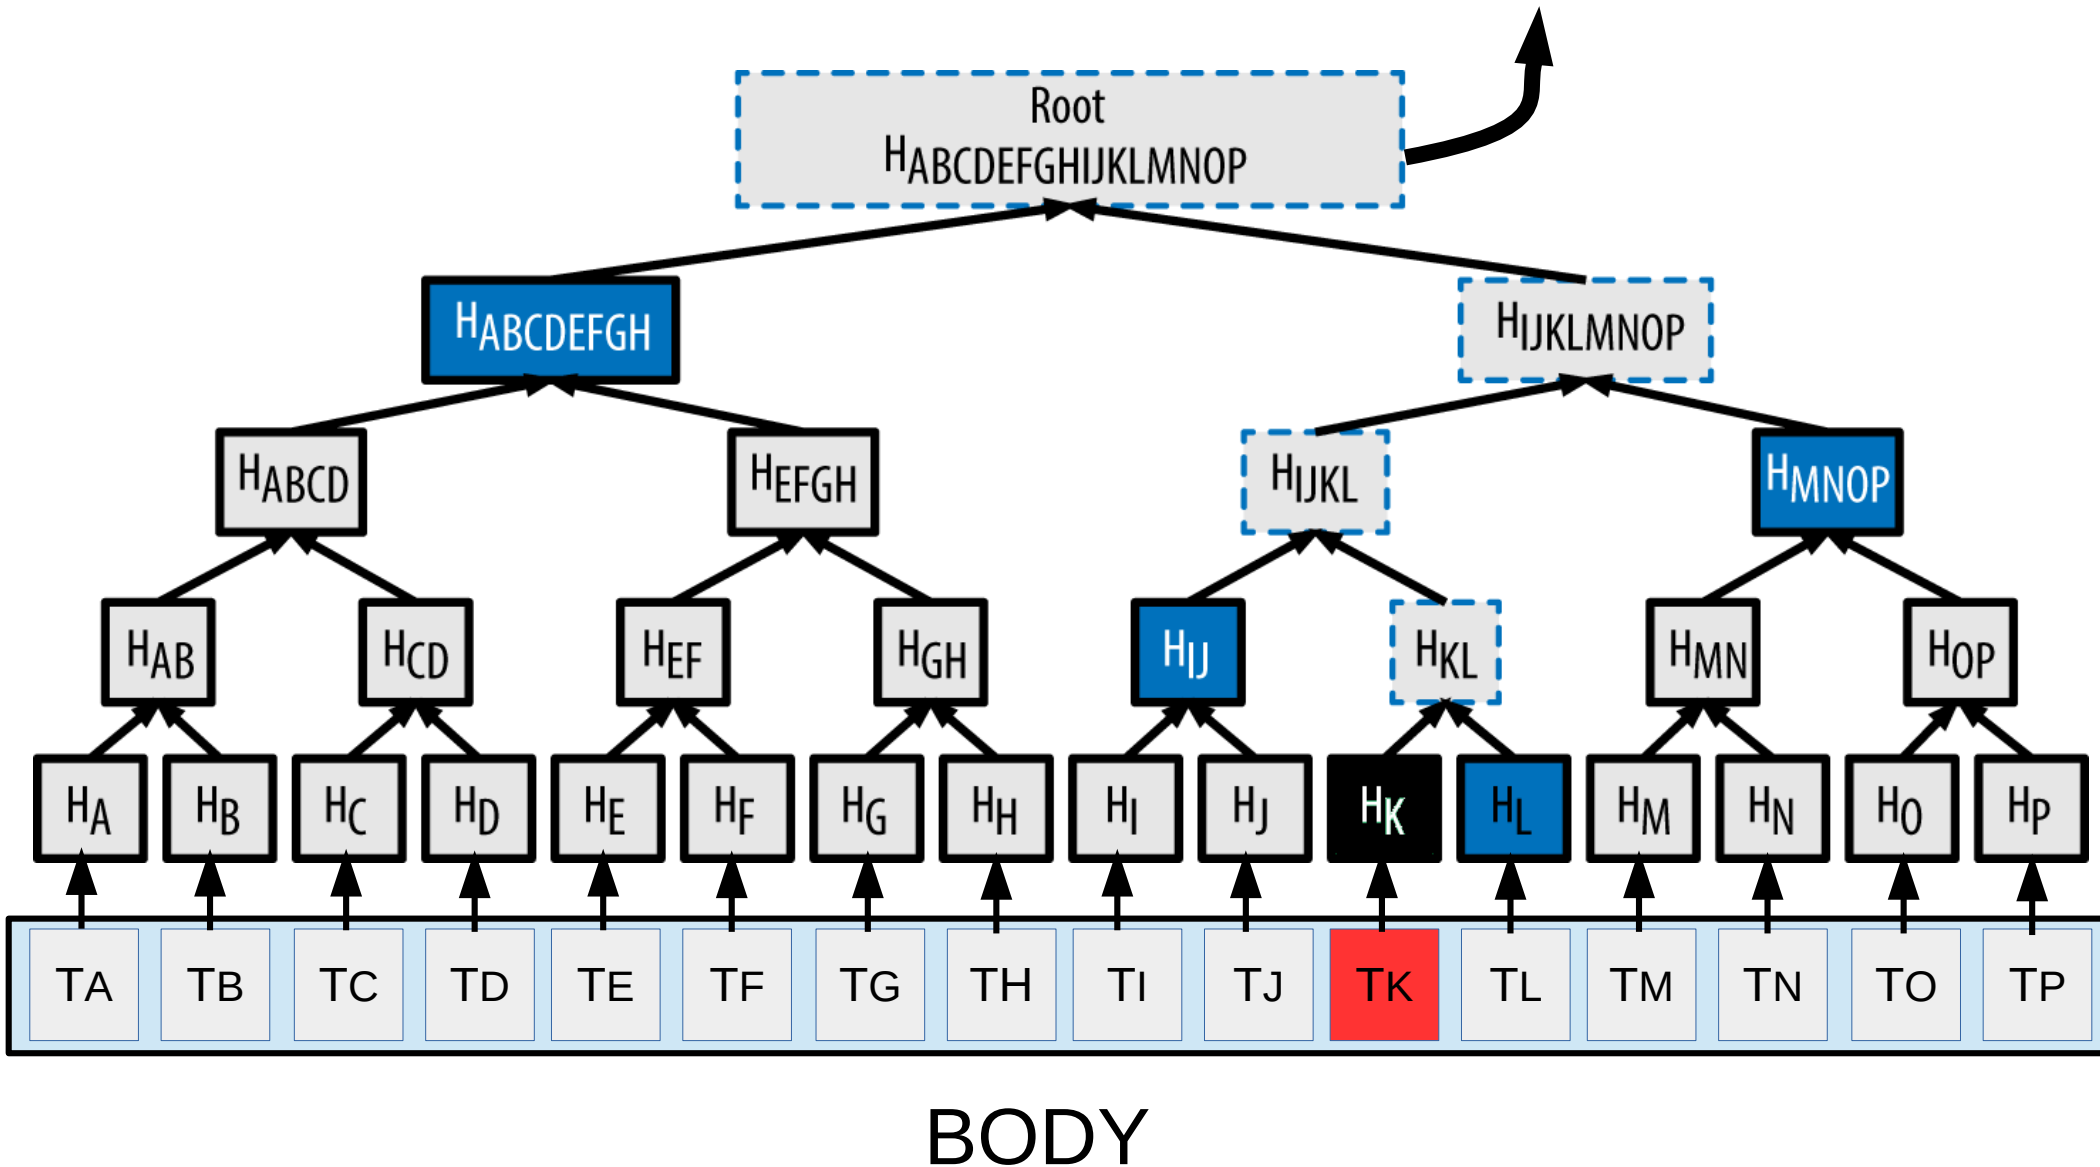 Root
HABCDEFGHIJKLMNOP
HABCDEFGH HIJKLMNOP
HABCD HEFGH HIJKL HMNOP
HAB HCD HEF HGH HIJ HKL HMN HOP
HA HB HC HD HE HF HG HH HI HJ HK HL HM HN HO HP
TA TB TC TD TE TF TG TH TI TJ TK TL TM TN TO TP
BODY